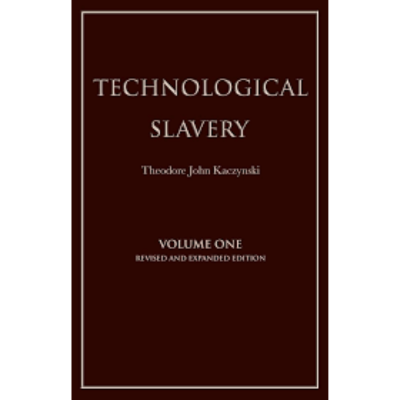 TECHNOLOGICAL
SLAVERY
Theodore John Kaczynski
VOLUME ONE
REVISED AND EXPANDED EDITION